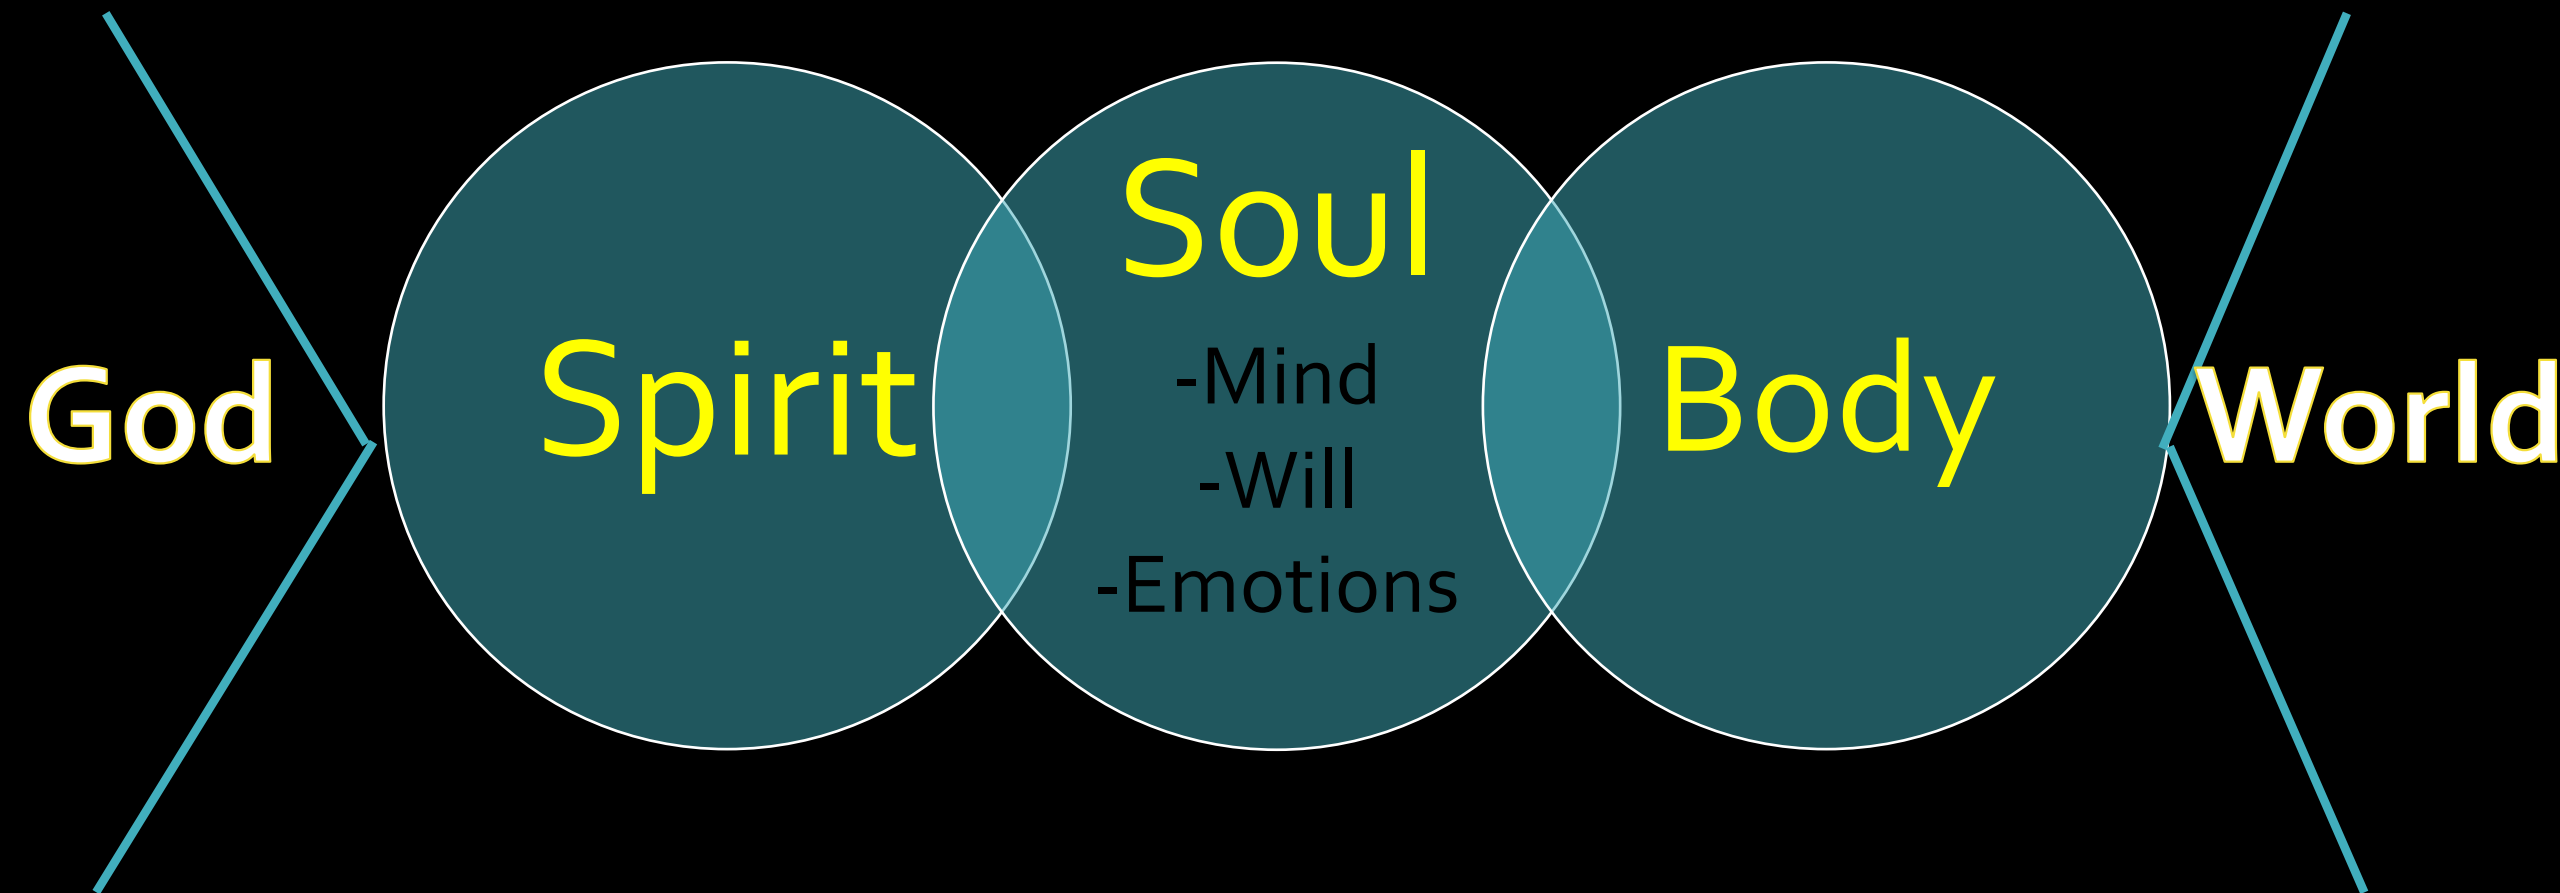 God
Spirit
Soul
-Mind
-Will
-Emotions
Body
World